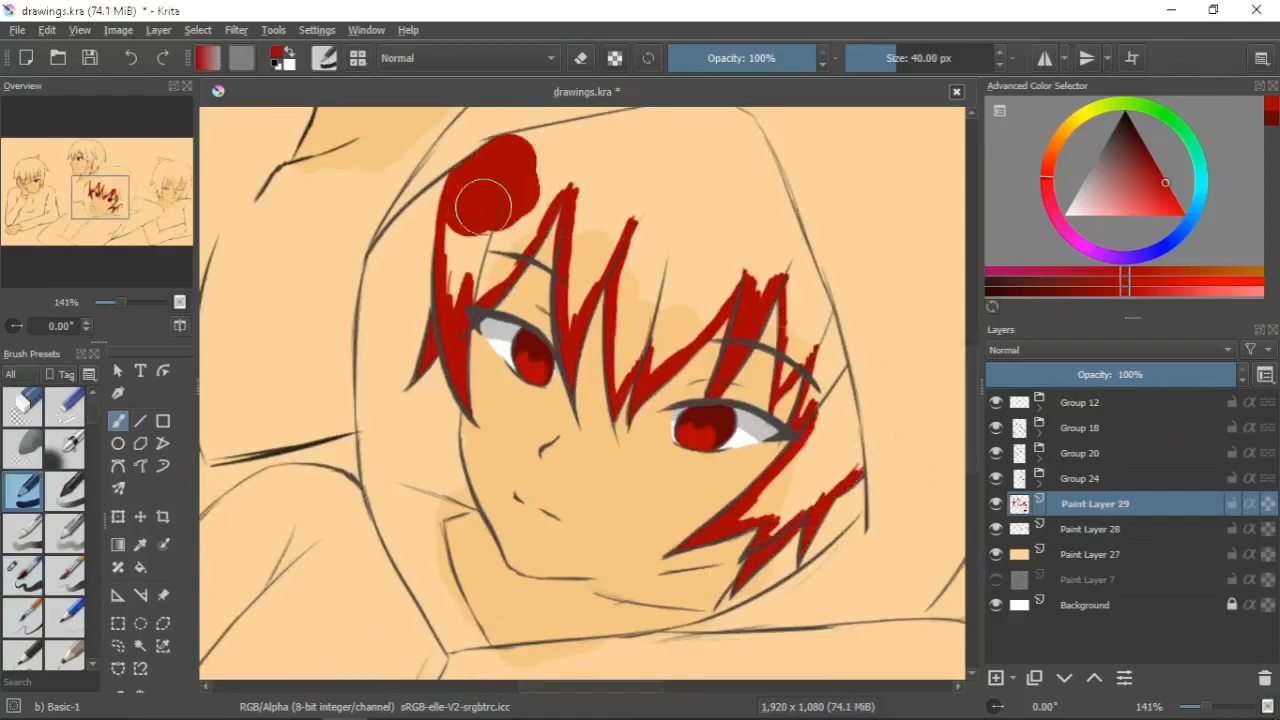 drawings.kra (74.1 MiB) * - Krita
File Edit View Image Layer Select Filter Tools Settings Window Help
Normal
Opacity: 100%
Size: 40.00 px
Overview
drawings.kra *
Advanced Color Selector
141%
0.00°
Layers
Normal
Brush Presets
All
Tag
Opacity: 100%
Group 12
Group 18
Group 20
Group 24
Paint Layer 29
Paint Layer 28
Paint Layer 27
Paint Layer 7
Background
Search
b) Basic-1
RGB/Alpha (8-bit integer/channel) sRGB-elle-V2-srgbtrc.icc
1,920 x 1,080 (74.1 MiB)
0.00°
141%